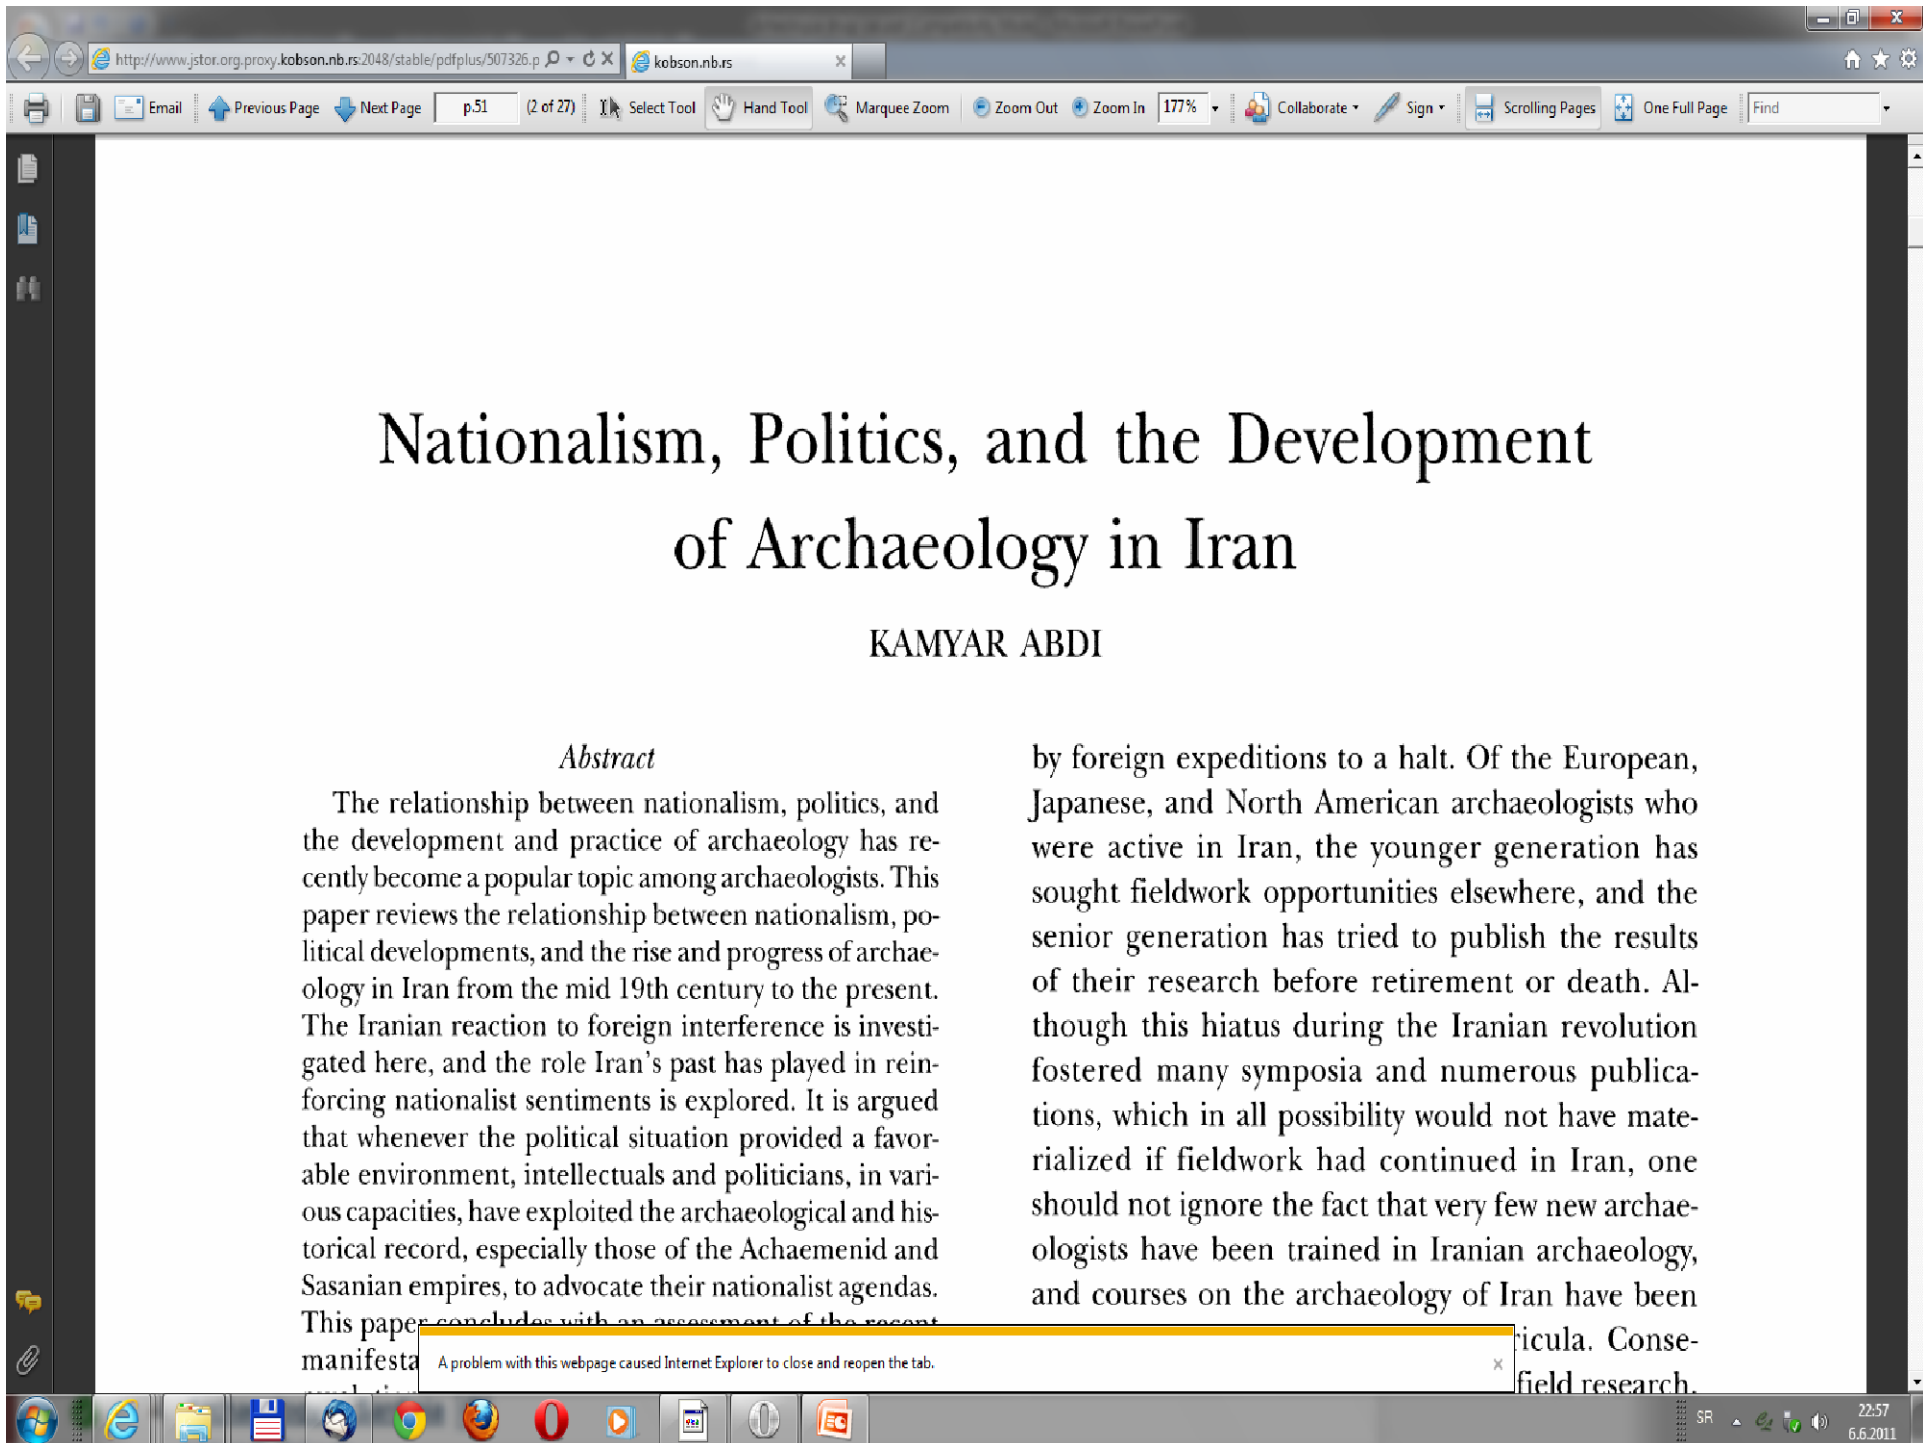 http://www.jstor.org.proxy.kobson.nb.rs:2048/stable/pdfplus/507326.p
kobson.nb.rs
Email
Previous Page
Next Page
p.51
(2 of 27)
Select Tool
Hand Tool
Marquee Zoom
Zoom Out
Zoom In
177%
Collaborate
Sign
Scrolling Pages
One Full Page
Find
Nationalism, Politics, and the Development
of Archaeology in Iran
KAMYAR ABDI
Abstract
The relationship between nationalism, politics, and
the development and practice of archaeology has re-
cently become a popular topic among archaeologists. This
paper reviews the relationship between nationalism, po-
litical developments, and the rise and progress of archae-
ology in Iran from the mid 19th century to the present.
The Iranian reaction to foreign interference is investi-
gated here, and the role Iran's past has played in rein-
forcing nationalist sentiments is explored. It is argued
that whenever the political situation provided a favor-
able environment, intellectuals and politicians, in vari-
ous capacities, have exploited the archaeological and his-
torical record, especially those of the Achaemenid and
Sasanian empires, to advocate their nationalist agendas.
This paper concludes with an assessment of the recent
manifesta
by foreign expeditions to a halt. Of the European,
Japanese, and North American archaeologists who
were active in Iran, the younger generation has
sought fieldwork opportunities elsewhere, and the
senior generation has tried to publish the results
of their research before retirement or death. Al-
though this hiatus during the Iranian revolution
fostered many symposia and numerous publica-
tions, which in all possibility would not have mate-
rialized if fieldwork had continued in Iran, one
should not ignore the fact that very few new archae-
ologists have been trained in Iranian archaeology,
and courses on the archaeology of Iran have been
ricula. Conse-
field research.
A problem with this webpage caused Internet Explorer to close and reopen the tab.
SR
22:57
6.6.2011